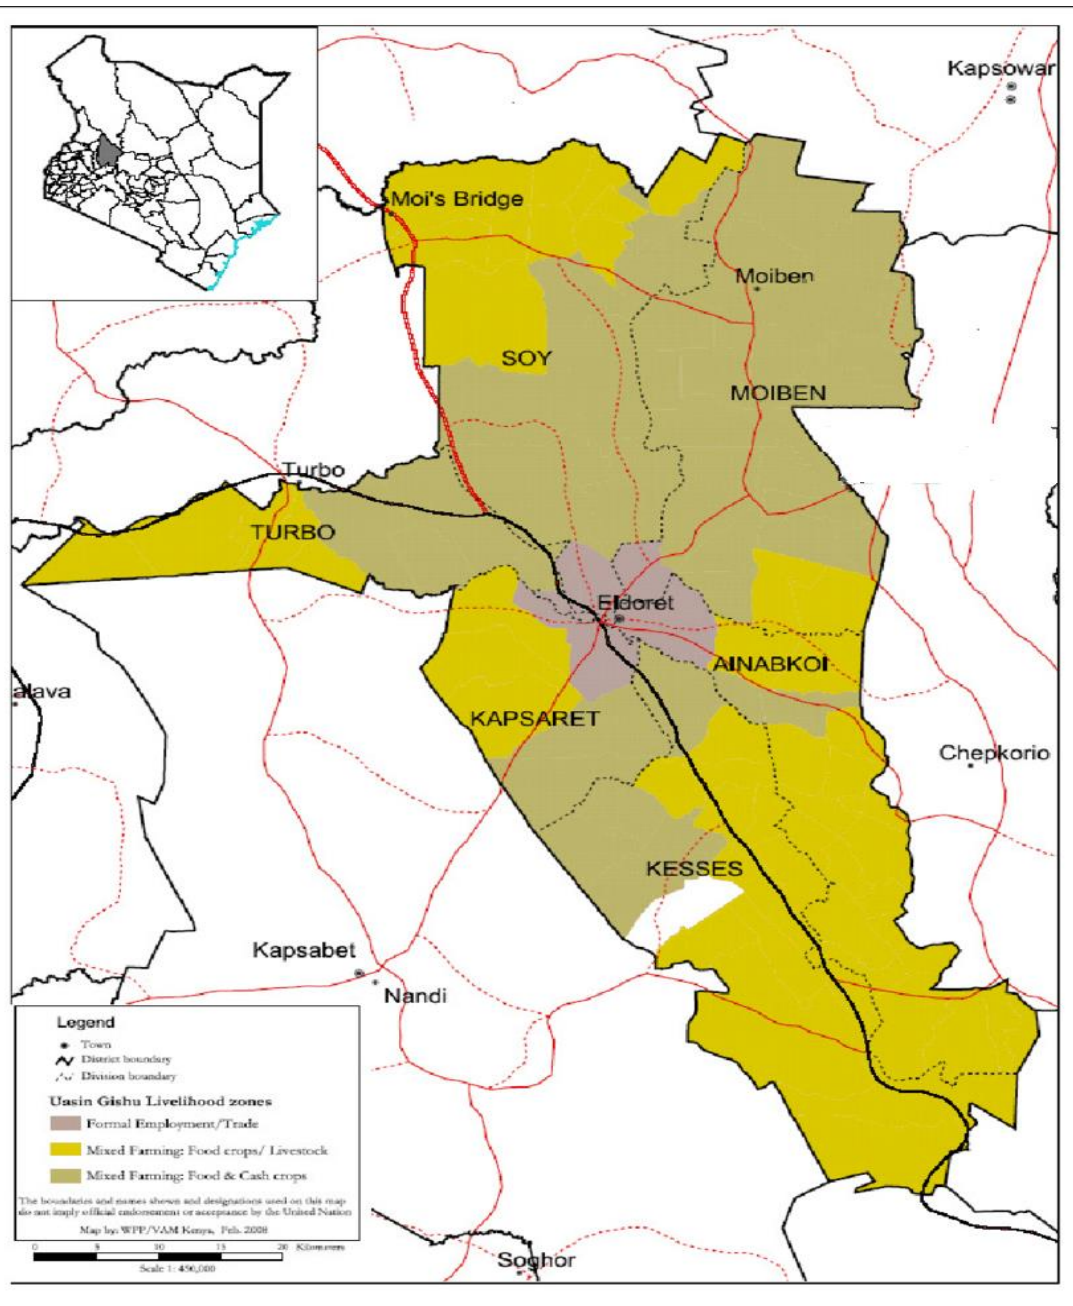 Kapsowar
Moi's Bridge
Moiben
SOY
MOIBEN
Turbo
TURBO
Eldoret
AINABKOI
alava
KAPSARET
Chepkorio
KESSES
Kapsabet
Nandi
Legend
Town
District boundary
Division boundary
Uasin Gishu Livelihood zones
Formal Employment/Trade
Mixed Farming: Food crops/ Livestock
Mixed Farming: Food & Cash crops
The boundaries and names shown and designations used on this map
do not imply official endorsement or acceptance by the United Nation
Map by: WFP/VAM Kenya, Feb. 2008
0 5 10 15 20 Kilometers
Scale 1: 450,000
Soghor